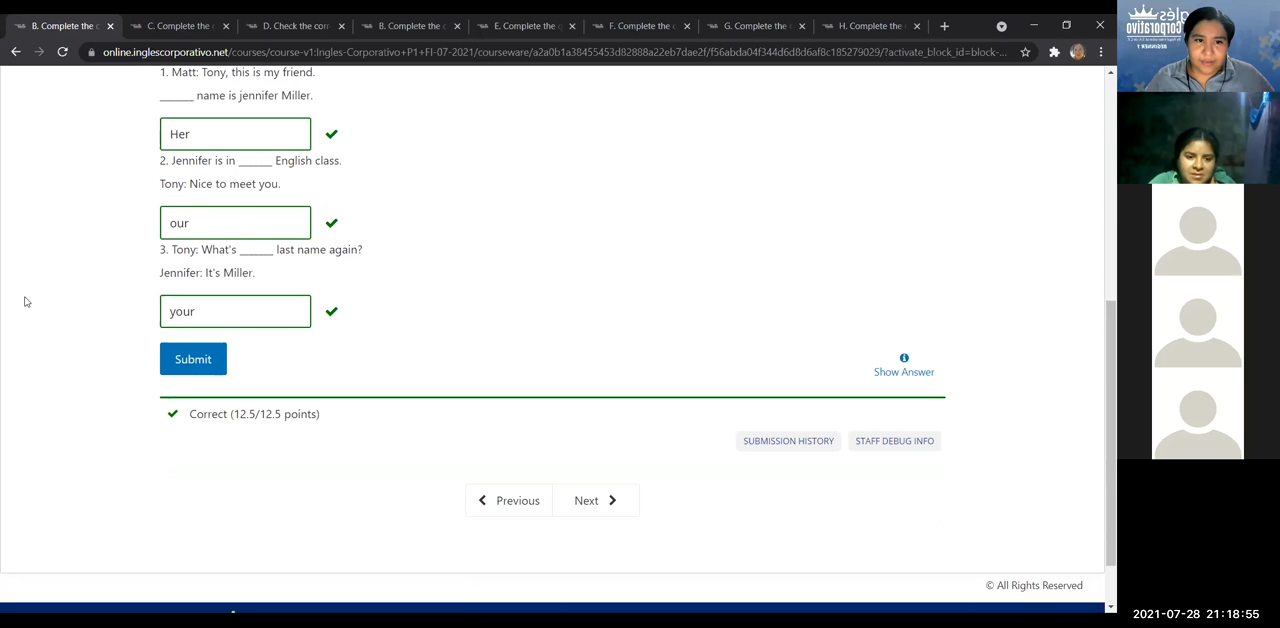 B. Complete the c
C. Complete the c
D. Check the corr
B. Complete the c
E. Complete the q
F. Complete the c
G. Complete the c
H. Complete the
online.inglescorporativo.net/courses/course-v1:Ingles-Corporativo+P1+FI-07-2021/courseware/a2a0b1a38455453d82888a22eb7dae2f/f56abda04f344d6d8d6af8c185279029/?activate_block_id=block-...
1. Matt: Tony, this is my friend.
______ name is jennifer Miller.
Her
2. Jennifer is in ______ English class.
Tony: Nice to meet you.
our
3. Tony: What's ______ last name again?
Jennifer: It's Miller.
your
Submit
Show Answer
Correct (12.5/12.5 points)
SUBMISSION HISTORY
STAFF DEBUG INFO
Previous
Next
© All Rights Reserved
2021-07-28 21:18:55